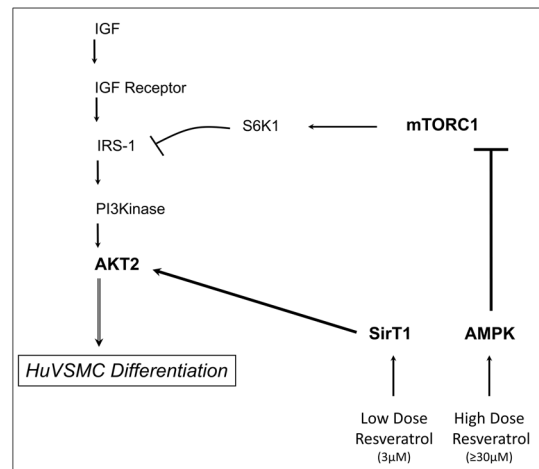 IGF
IGF Receptor
S6K1
mTORC1
IRS-1
PI3Kinase
AKT2
SirT1
AMPK
HuVSMC Differentiation
Low Dose
Resveratrol
(3µM)
High Dose
Resveratrol
(≥30µM)